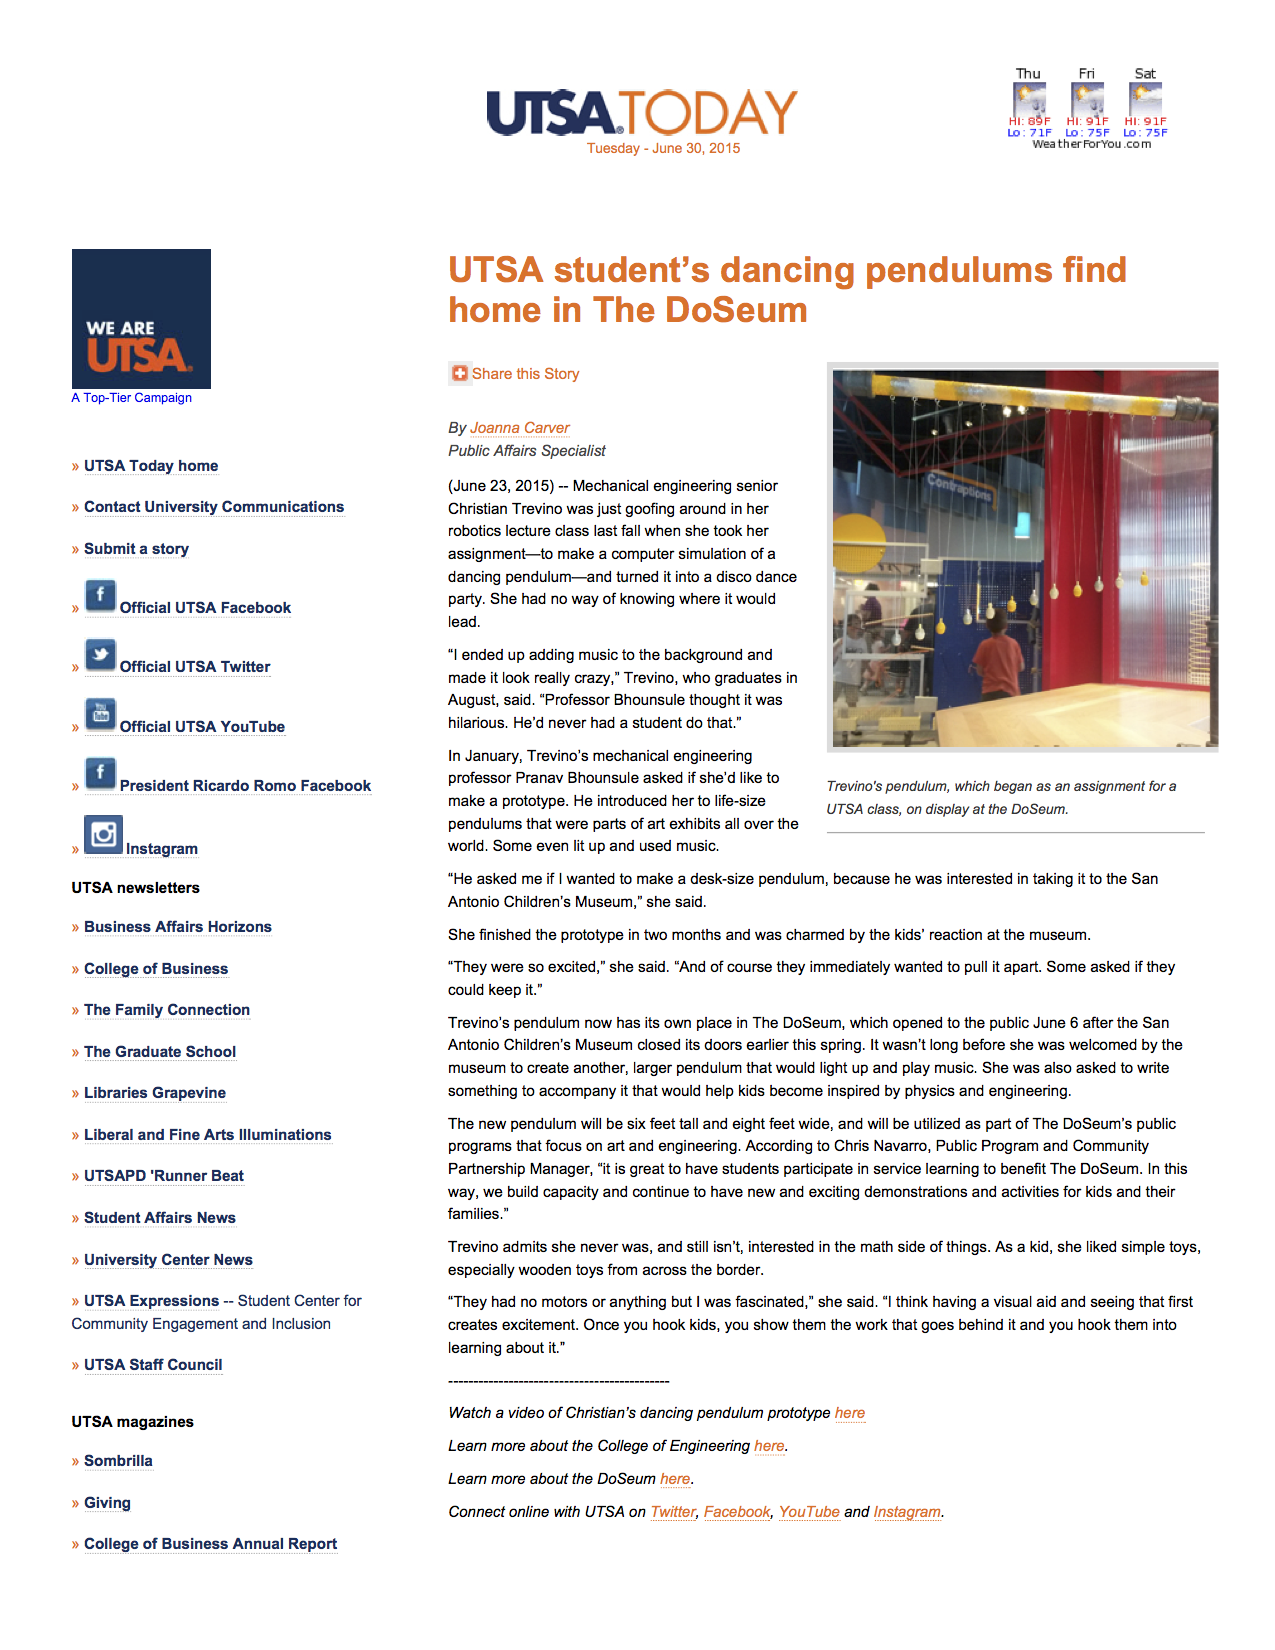 Thu Fri Sat
HI: 89F HI: 91F HI: 91F
Lo: 71F Lo: 75F Lo: 75F
WeatherForYou.com
UTSA.TODAY
Tuesday - June 30, 2015
WE ARE
UTSA.
A Top-Tier Campaign
» UTSA Today home
» Contact University Communications
» Submit a story
» Official UTSA Facebook
» Official UTSA Twitter
You
Tube
» Official UTSA YouTube
» President Ricardo Romo Facebook
» Instagram
UTSA newsletters
» Business Affairs Horizons
» College of Business
» The Family Connection
» The Graduate School
» Libraries Grapevine
» Liberal and Fine Arts Illuminations
» UTSAPD 'Runner Beat
» Student Affairs News
» University Center News
» UTSA Expressions -- Student Center for
Community Engagement and Inclusion
» UTSA Staff Council
UTSA magazines
» Sombrilla
» Giving
» College of Business Annual Report
UTSA student’s dancing pendulums find
home in The DoSeum
Share this Story
By Joanna Carver
Public Affairs Specialist
(June 23, 2015) -- Mechanical engineering senior
Christian Trevino was just goofing around in her
robotics lecture class last fall when she took her
assignment—to make a computer simulation of a
dancing pendulum—and turned it into a disco dance
party. She had no way of knowing where it would
lead.
“I ended up adding music to the background and
made it look really crazy,” Trevino, who graduates in
August, said. “Professor Bhounsule thought it was
hilarious. He’d never had a student do that.”
In January, Trevino’s mechanical engineering
professor Pranav Bhounsule asked if she’d like to
make a prototype. He introduced her to life-size
pendulums that were parts of art exhibits all over the
world. Some even lit up and used music.
Contraptions
Trevino's pendulum, which began as an assignment for a
UTSA class, on display at the DoSeum.
“He asked me if I wanted to make a desk-size pendulum, because he was interested in taking it to the San
Antonio Children’s Museum,” she said.
She finished the prototype in two months and was charmed by the kids’ reaction at the museum.
“They were so excited,” she said. “And of course they immediately wanted to pull it apart. Some asked if they
could keep it.”
Trevino’s pendulum now has its own place in The DoSeum, which opened to the public June 6 after the San
Antonio Children’s Museum closed its doors earlier this spring. It wasn’t long before she was welcomed by the
museum to create another, larger pendulum that would light up and play music. She was also asked to write
something to accompany it that would help kids become inspired by physics and engineering.
The new pendulum will be six feet tall and eight feet wide, and will be utilized as part of The DoSeum’s public
programs that focus on art and engineering. According to Chris Navarro, Public Program and Community
Partnership Manager, “it is great to have students participate in service learning to benefit The DoSeum. In this
way, we build capacity and continue to have new and exciting demonstrations and activities for kids and their
families.”
Trevino admits she never was, and still isn’t, interested in the math side of things. As a kid, she liked simple toys,
especially wooden toys from across the border.
“They had no motors or anything but I was fascinated,” she said. “I think having a visual aid and seeing that first
creates excitement. Once you hook kids, you show them the work that goes behind it and you hook them into
learning about it.”
--------------------------------------------
Watch a video of Christian’s dancing pendulum prototype here
Learn more about the College of Engineering here.
Learn more about the DoSeum here.
Connect online with UTSA on Twitter, Facebook, YouTube and Instagram.